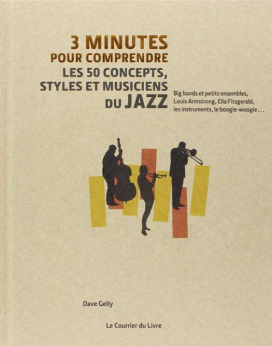 3 MINUTES
POUR COMPRENDRE
LES 50 CONCEPTS,
STYLES ET MUSICIENS
DU JAZZ
Big bands et petits ensembles,
Louis Armstrong, Ella Fitzgerald,
les instruments, le boogie-woogie…
Dave Gelly
Le Courrier du Livre